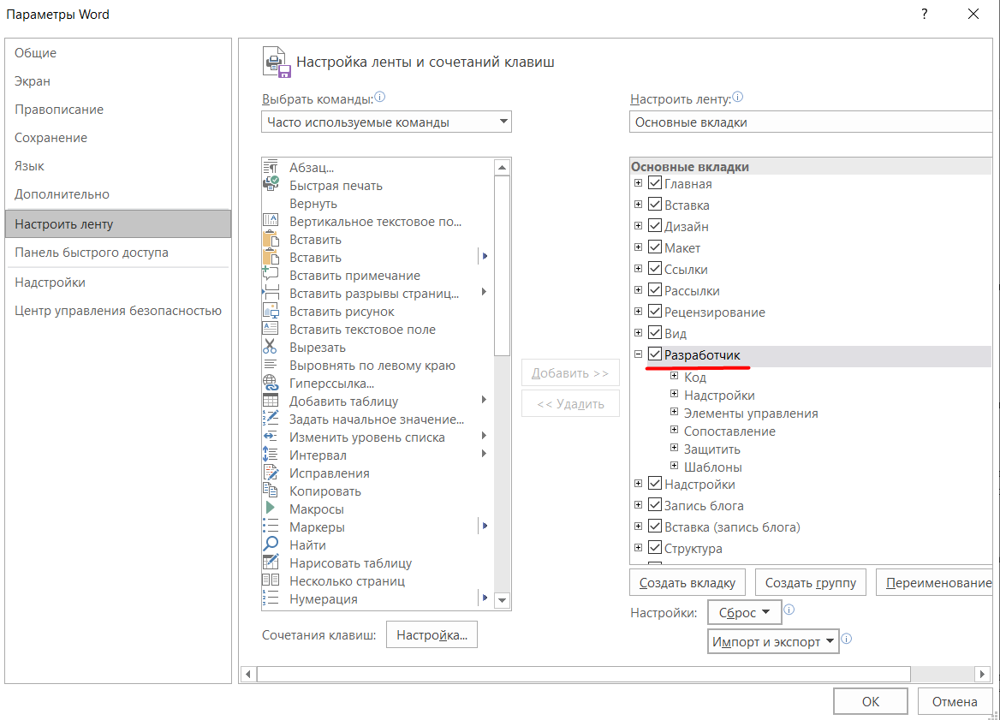 Параметры Word
?
Общие
Экран
Правописание
Сохранение
Язык
Дополнительно
Настроить ленту
Панель быстрого доступа
Надстройки
Центр управления безопасностью
Настройка ленты и сочетаний клавиш
Выбрать команды:
Часто используемые команды
Абзац...
Быстрая печать
Вернуть
Вертикальное текстовое по...
Вставить
Вставить
Вставить примечание
Вставить разрывы страниц...
Вставить рисунок
Вставить текстовое поле
Вырезать
Выровнять по левому краю
Гиперссылка...
Добавить таблицу
Задать начальное значение...
Изменить уровень списка
Интервал
Исправления
Копировать
Макросы
Маркеры
Найти
Нарисовать таблицу
Несколько страниц
Нумерация
Сочетания клавиш: Настройка...
Добавить >>
<< Удалить
Настроить ленту:
Основные вкладки
Основные вкладки
Главная
Вставка
Дизайн
Макет
Ссылки
Рассылки
Рецензирование
Вид
Разработчик
Код
Надстройки
Элементы управления
Сопоставление
Защитить
Шаблоны
Надстройки
Запись блога
Вставка (запись блога)
Структура
Создать вкладку Создать группу Переименование
Настройки: Сброс
Импорт и экспорт
ОК Отмена